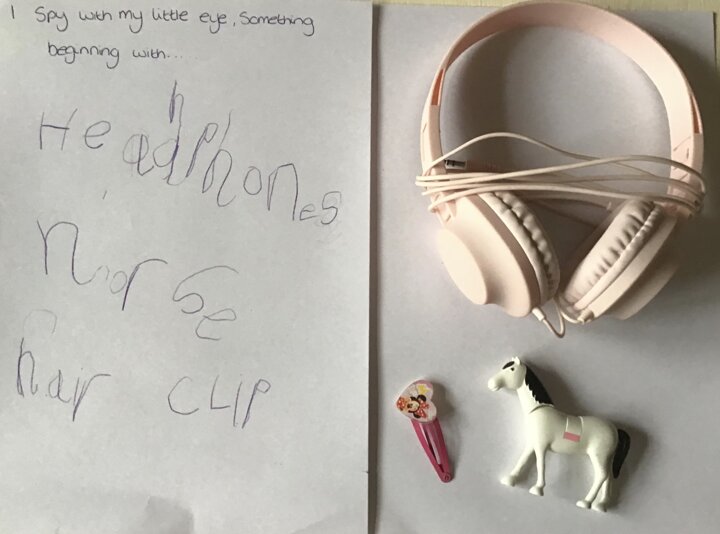 I Spy with my little eye, Something
beginning with....
h
Headphones
horse
hair CLIP